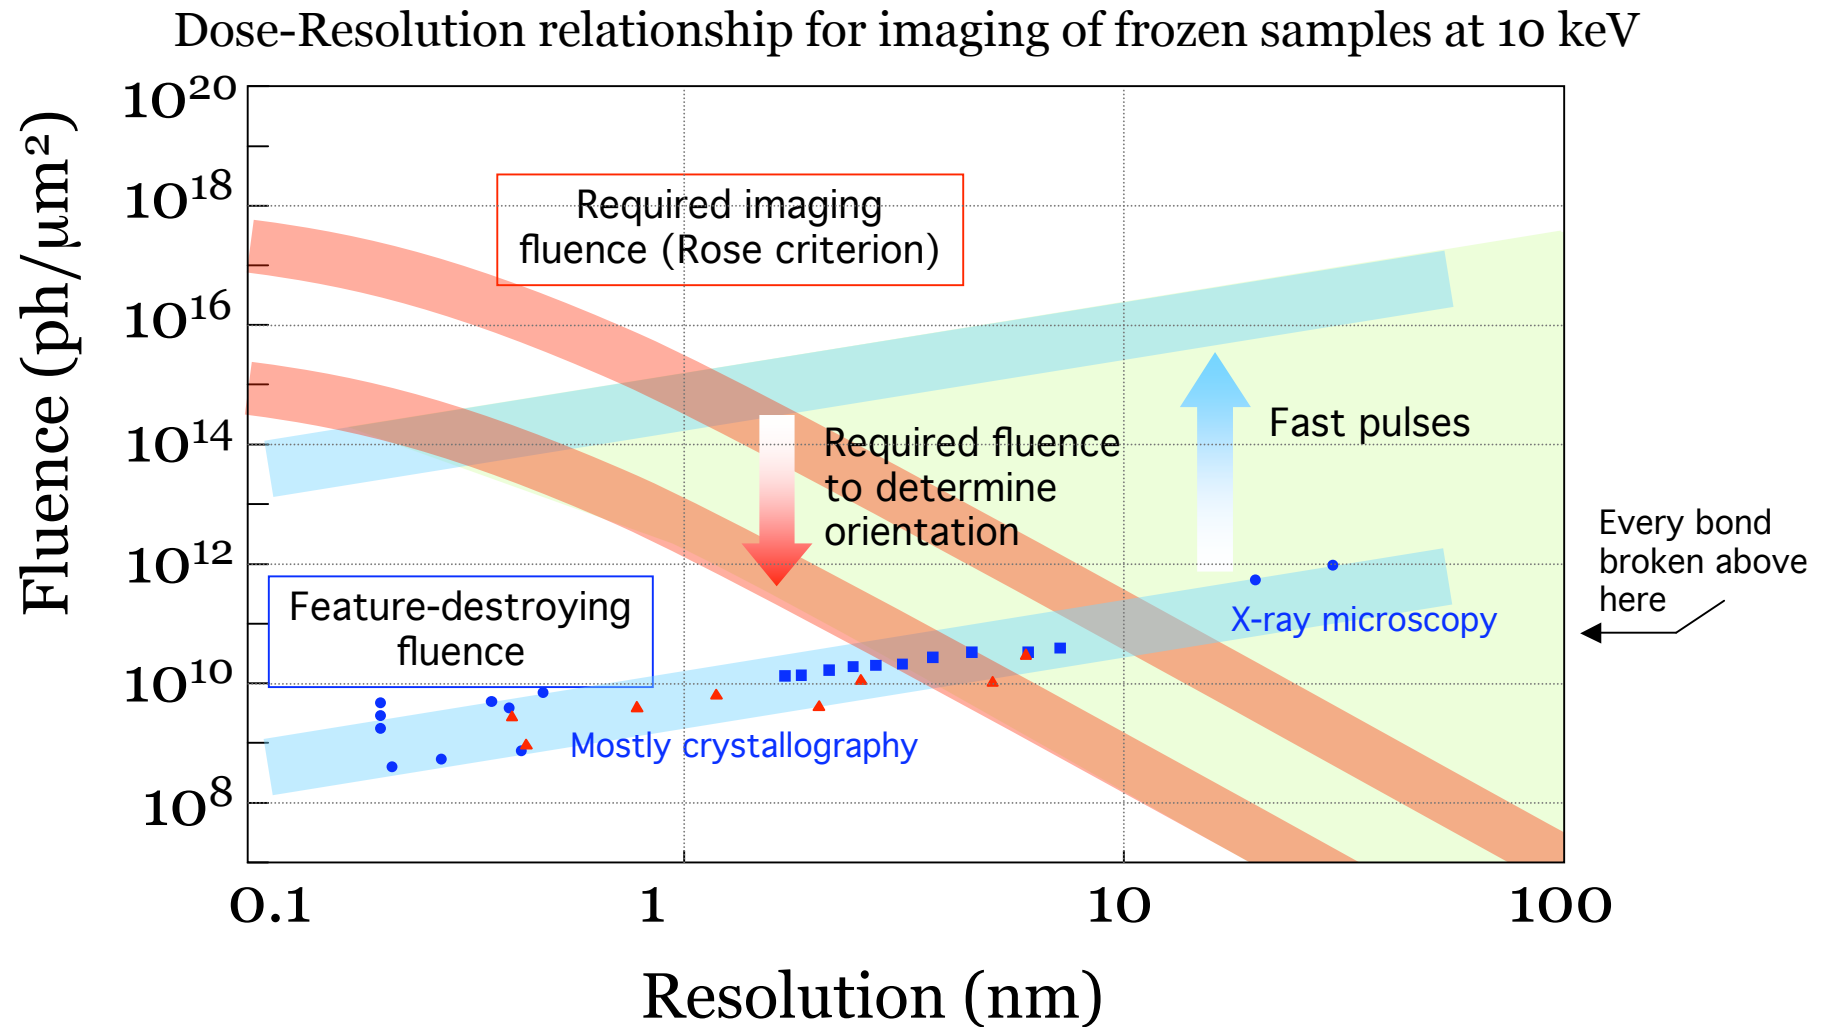 Dose-Resolution relationship for imaging of frozen samples at 10 keV
Fluence (ph/μm²)
10²⁰
10¹⁸
10¹⁶
10¹⁴
10¹²
10¹⁰
10⁸
Required imaging
fluence (Rose criterion)
Required fluence
to determine
orientation
Fast pulses
Every bond
broken above
here
Feature-destroying
fluence
X-ray microscopy
Mostly crystallography
0.1
1
10
100
Resolution (nm)